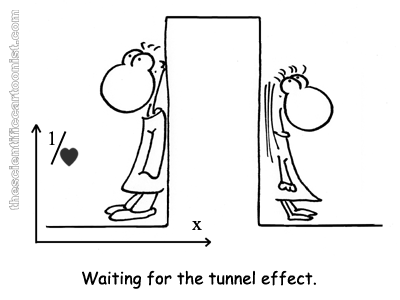 thescientificcartoonist.com
1/♥
x
Waiting for the tunnel effect.